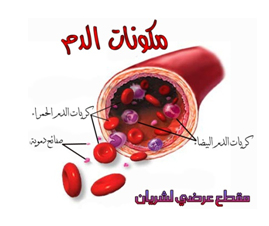 مكونات الدم
كريات الدم الحمراء.
صفائح دموية
كريات الدم البيضاء.
مقطع عرضي لشريان